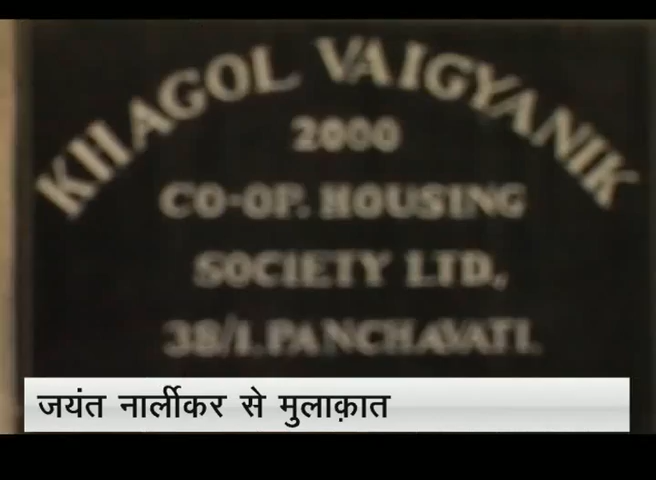 KHAGOL VAIGYANIK
2000
CO-OP. HOUSING
SOCIETY LTD.
38/1, PANCHAVATI.
जयंत नार्लीकर से मुलाक़ात